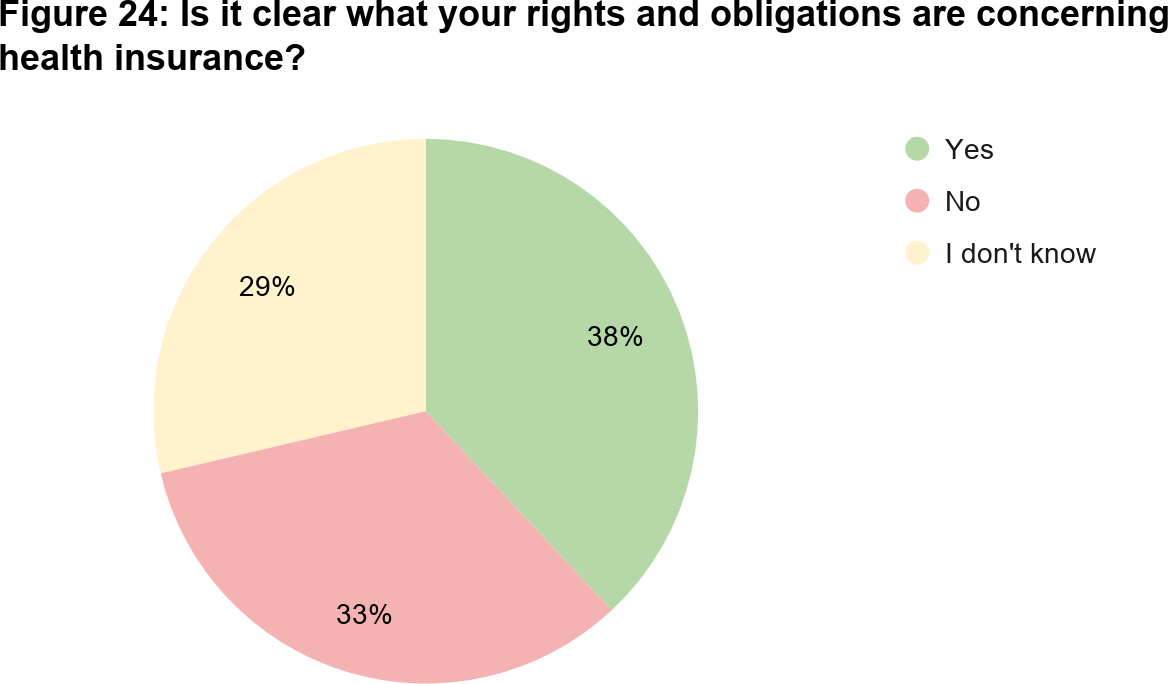 Figure 24: Is it clear what your rights and obligations are concerning
health insurance?
Yes
No
I don't know
29%
38%
33%